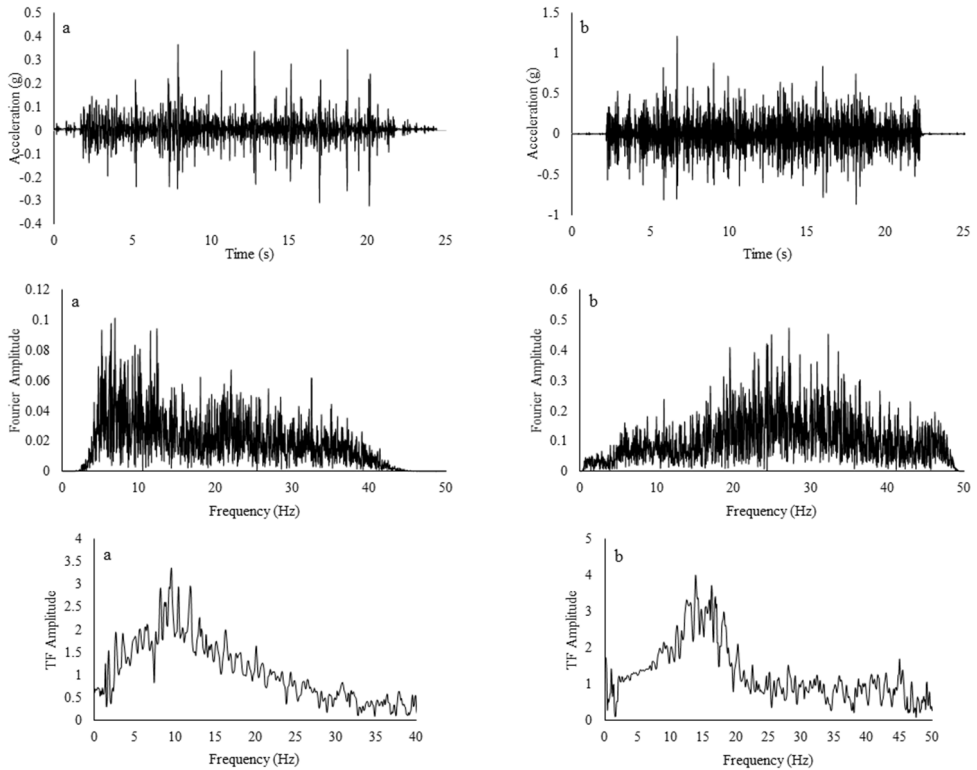 a
Acceleration (g)
0.5
0.4
0.3
0.2
0.1
0
-0.1
-0.2
-0.3
-0.4
0 5 10 15 20 25
Time (s)
b
Acceleration (g)
1.5
1
0.5
0
-0.5
-1
0 5 10 15 20 25
Time (s)
a
Fourier Amplitude
0.12
0.1
0.08
0.06
0.04
0.02
0
0 10 20 30 40 50
Frequency (Hz)
b
Fourier Amplitude
0.6
0.5
0.4
0.3
0.2
0.1
0
0 10 20 30 40 50
Frequency (Hz)
a
TF Amplitude
4
3.5
3
2.5
2
1.5
1
0.5
0
0 5 10 15 20 25 30 35 40
Frequency (Hz)
b
TF Amplitude
5
4
3
2
1
0
0 5 10 15 20 25 30 35 40 45 50
Frequency (Hz)